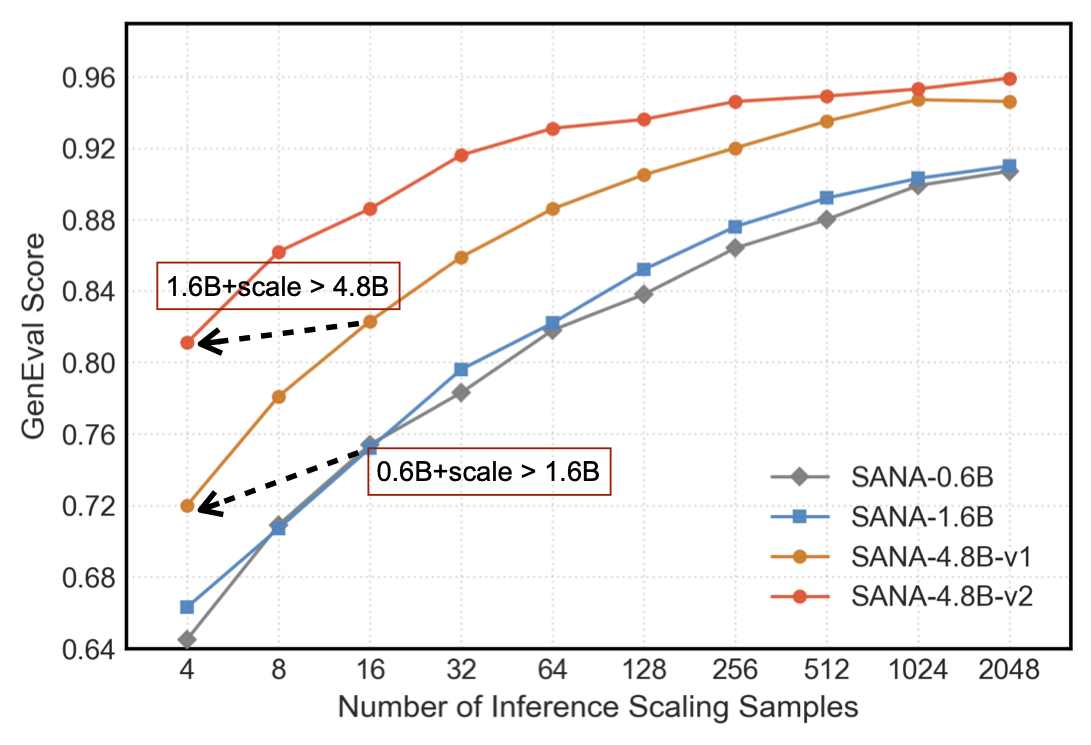 GenEval Score
0.96
0.92
0.88
0.84
0.80
0.76
0.72
0.68
0.64
1.6B+scale > 4.8B
0.6B+scale > 1.6B
SANA-0.6B
SANA-1.6B
SANA-4.8B-v1
SANA-4.8B-v2
4 8 16 32 64 128 256 512 1024 2048
Number of Inference Scaling Samples